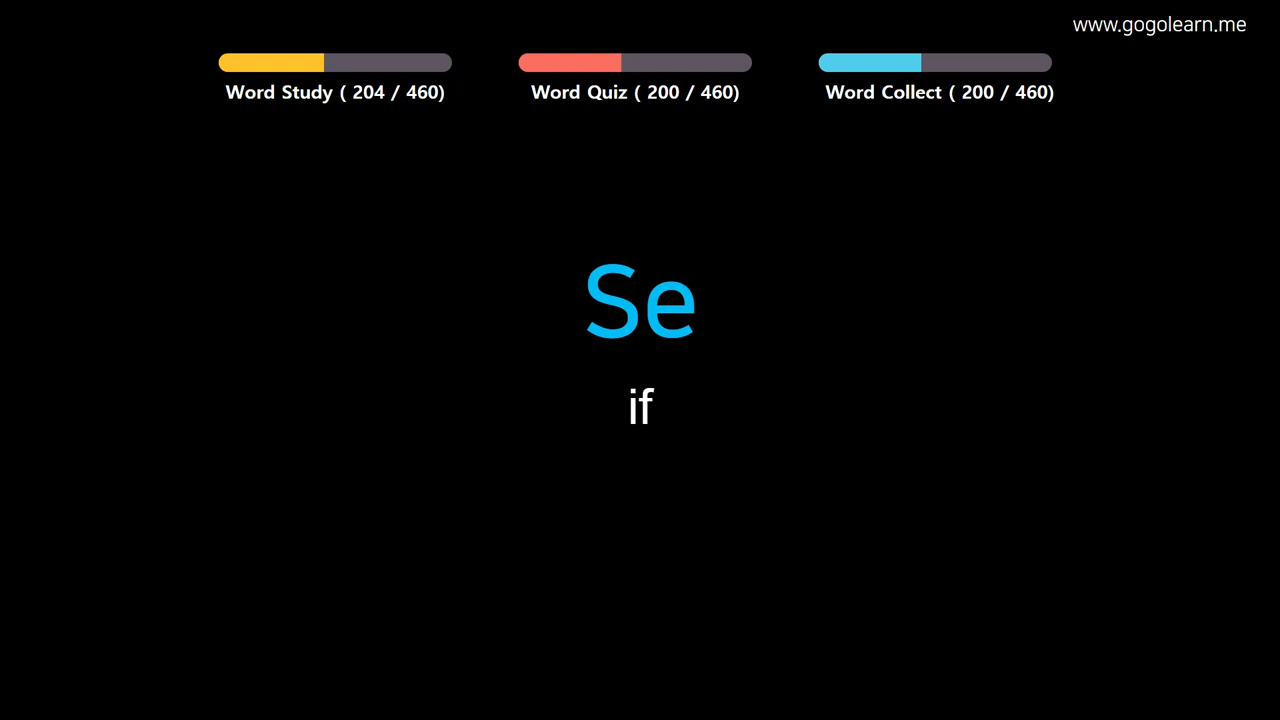 www.gogolearn.me
Word Study ( 204 / 460)
Word Quiz ( 200 / 460)
Word Collect ( 200 / 460)
Se
if